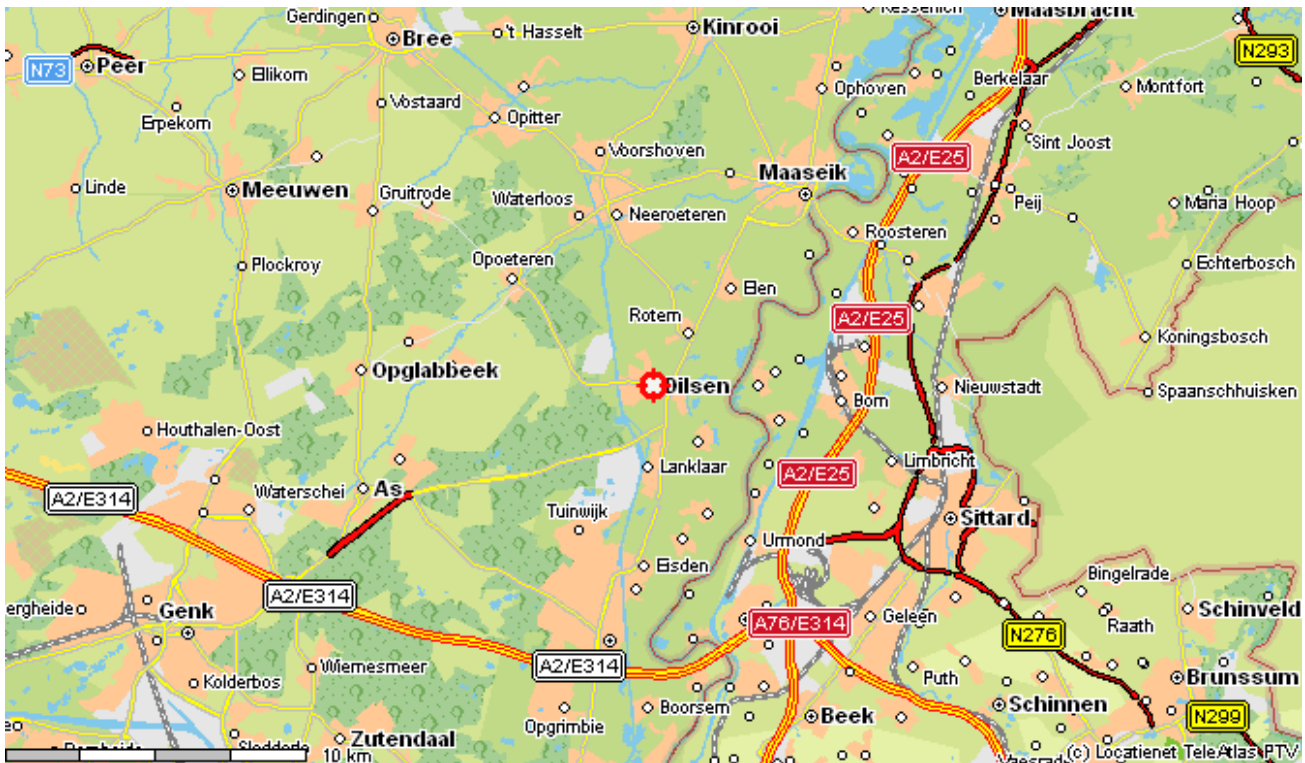 Gerdingen
Bree
't Hasselt
Kinrooi
Kessenich
Maasbracht
N73
Peer
Ellikom
N293
Erpekom
Vostaard
Opitter
Ophoven
Berkelaar
Montfort
Voorshoven
A2/E25
Sint Joost
Linde
Meeuwen
Gruitrode
Waterloos
Neeroeteren
Maaseik
Peij
Maria Hoop
Roosteren
Plockroy
Opoeteren
Elen
Echterbosch
Rotem
A2/E25
Koningsbosch
Opglabbeek
Dilsen
Born
Nieuwstadt
Spaanschhuisken
Houthalen-Oost
Lanklaar
A2/E25
Limbricht
A2/E314
Waterschei
As
Tuinwijk
Sittard
Urmond
Eisden
Bingelrade
A2/E314
ergheide
Genk
A76/E314
Geleen
Schinveld
Raath
N276
Wiemesmeer
A2/E314
Kolderbos
Puth
Brunssum
Opgrimbie
Boorsem
Beek
Schinnen
N299
Zutendaal
10 km
(c) Locatienet TeleAtlas PTV